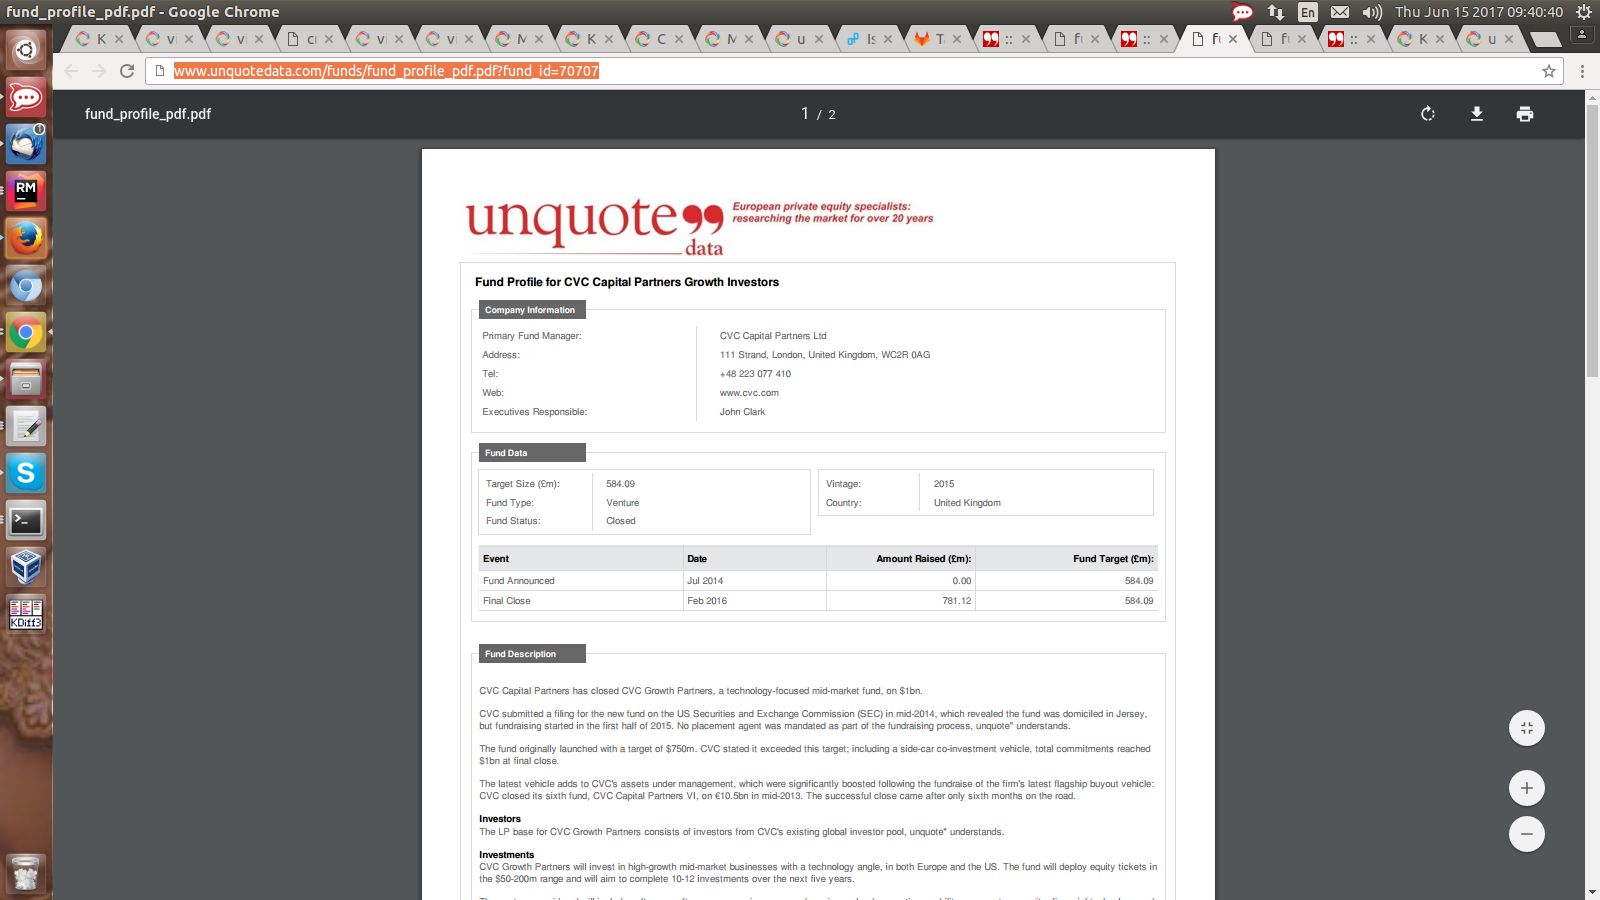 fund_profile_pdf.pdf - Google Chrome
En
Thu Jun 15 2017 09:40:40
K
vi
vi
cr
vi
vi
M
K
C
M
u
Is
T
::
f
::
f
f
::
K
u
www.unquotedata.com/funds/fund_profile_pdf.pdf?fund_id=70707
fund_profile_pdf.pdf
1 / 2
unquote
data
European private equity specialists:
researching the market for over 20 years
Fund Profile for CVC Capital Partners Growth Investors
Company Information
Primary Fund Manager: CVC Capital Partners Ltd
Address: 111 Strand, London, United Kingdom, WC2R 0AG
Tel: +48 223 077 410
Web: www.cvc.com
Executives Responsible: John Clark
Fund Data
Target Size (£m): 584.09 Vintage: 2015
Fund Type: Venture Country: United Kingdom
Fund Status: Closed
Event Date Amount Raised (£m): Fund Target (£m):
Fund Announced Jul 2014 0.00 584.09
Final Close Feb 2016 781.12 584.09
Fund Description
CVC Capital Partners has closed CVC Growth Partners, a technology-focused mid-market fund, on $1bn.
CVC submitted a filing for the new fund on the US Securities and Exchange Commission (SEC) in mid-2014, which revealed the fund was domiciled in Jersey,
but fundraising started in the first half of 2015. No placement agent was mandated as part of the fundraising process, unquote" understands.
The fund originally launched with a target of $750m. CVC stated it exceeded this target; including a side-car co-investment vehicle, total commitments reached
$1bn at final close.
The latest vehicle adds to CVC's assets under management, which were significantly boosted following the fundraise of the firm's latest flagship buyout vehicle:
CVC closed its sixth fund, CVC Capital Partners VI, on €10.5bn in mid-2013. The successful close came after only sixth months on the road.
Investors
The LP base for CVC Growth Partners consists of investors from CVC's existing global investor pool, unquote" understands.
Investments
CVC Growth Partners will invest in high-growth mid-market businesses with a technology angle, in both Europe and the US. The fund will deploy equity tickets in
the $50-200m range and will aim to complete 10-12 investments over the next five years.
RM
S
KDiff3